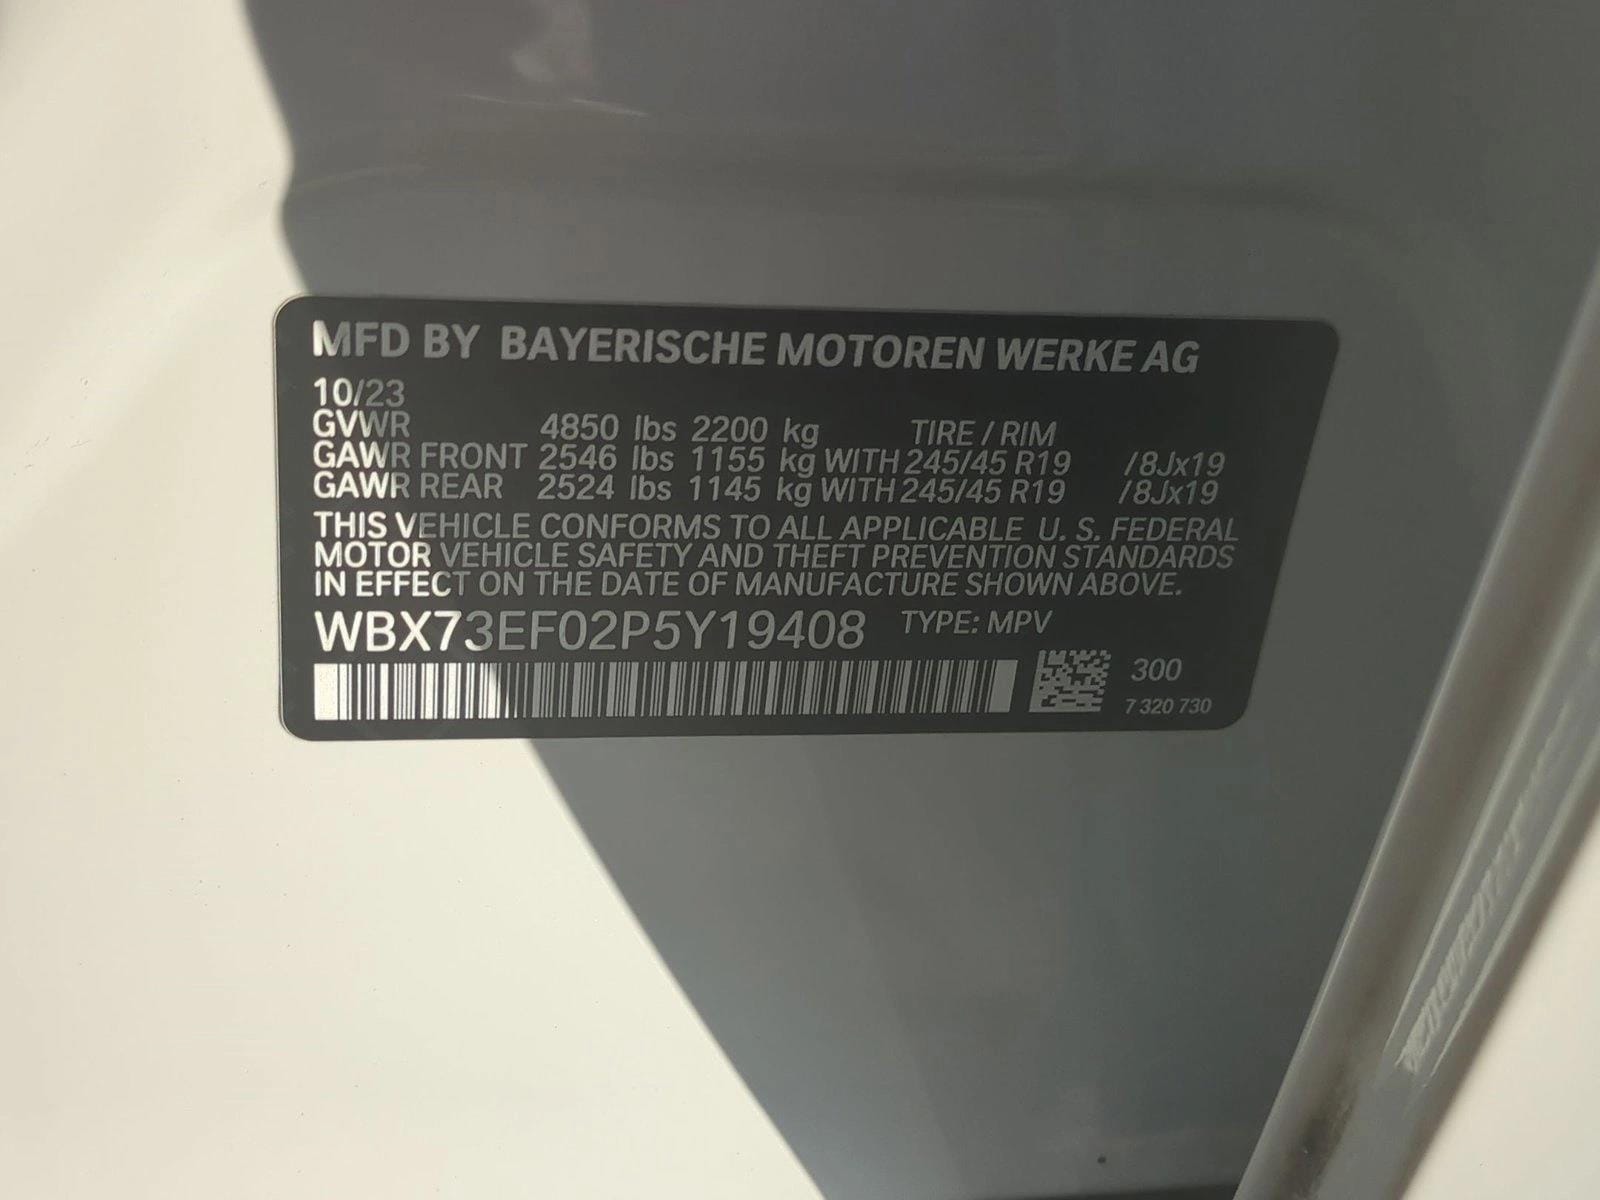 MFD BY BAYERISCHE MOTOREN WERKE AG
10/23
GVWR 4850 lbs 2200 kg TIRE / RIM
GAWR FRONT 2546 lbs 1155 kg WITH 245/45 R19 /8Jx19
GAWR REAR 2524 lbs 1145 kg WITH 245/45 R19 /8Jx19
THIS VEHICLE CONFORMS TO ALL APPLICABLE U. S. FEDERAL
MOTOR VEHICLE SAFETY AND THEFT PREVENTION STANDARDS
IN EFFECT ON THE DATE OF MANUFACTURE SHOWN ABOVE.
WBX73EF02P5Y19408 TYPE: MPV
300
7 320 730